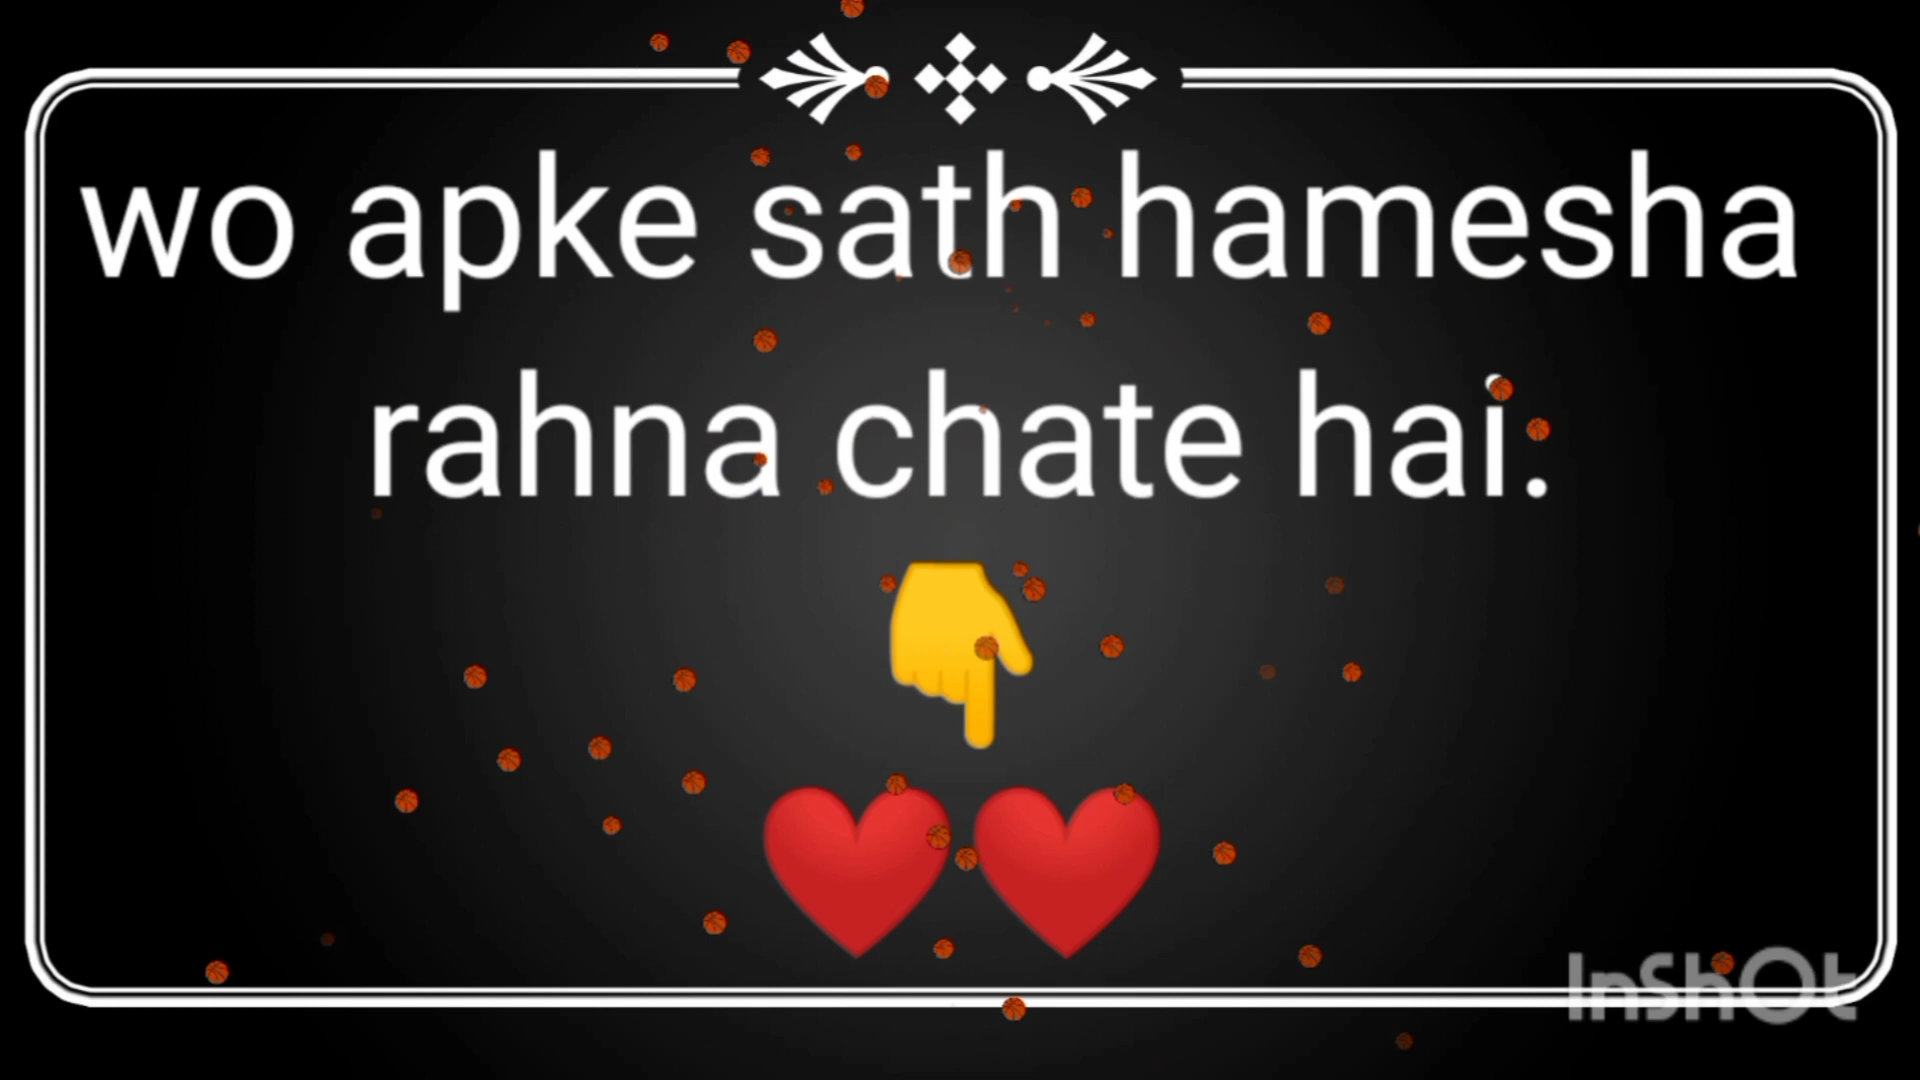 wo apke sath hamesha
rahna chate hai.
👇
❤️❤️
InShOt